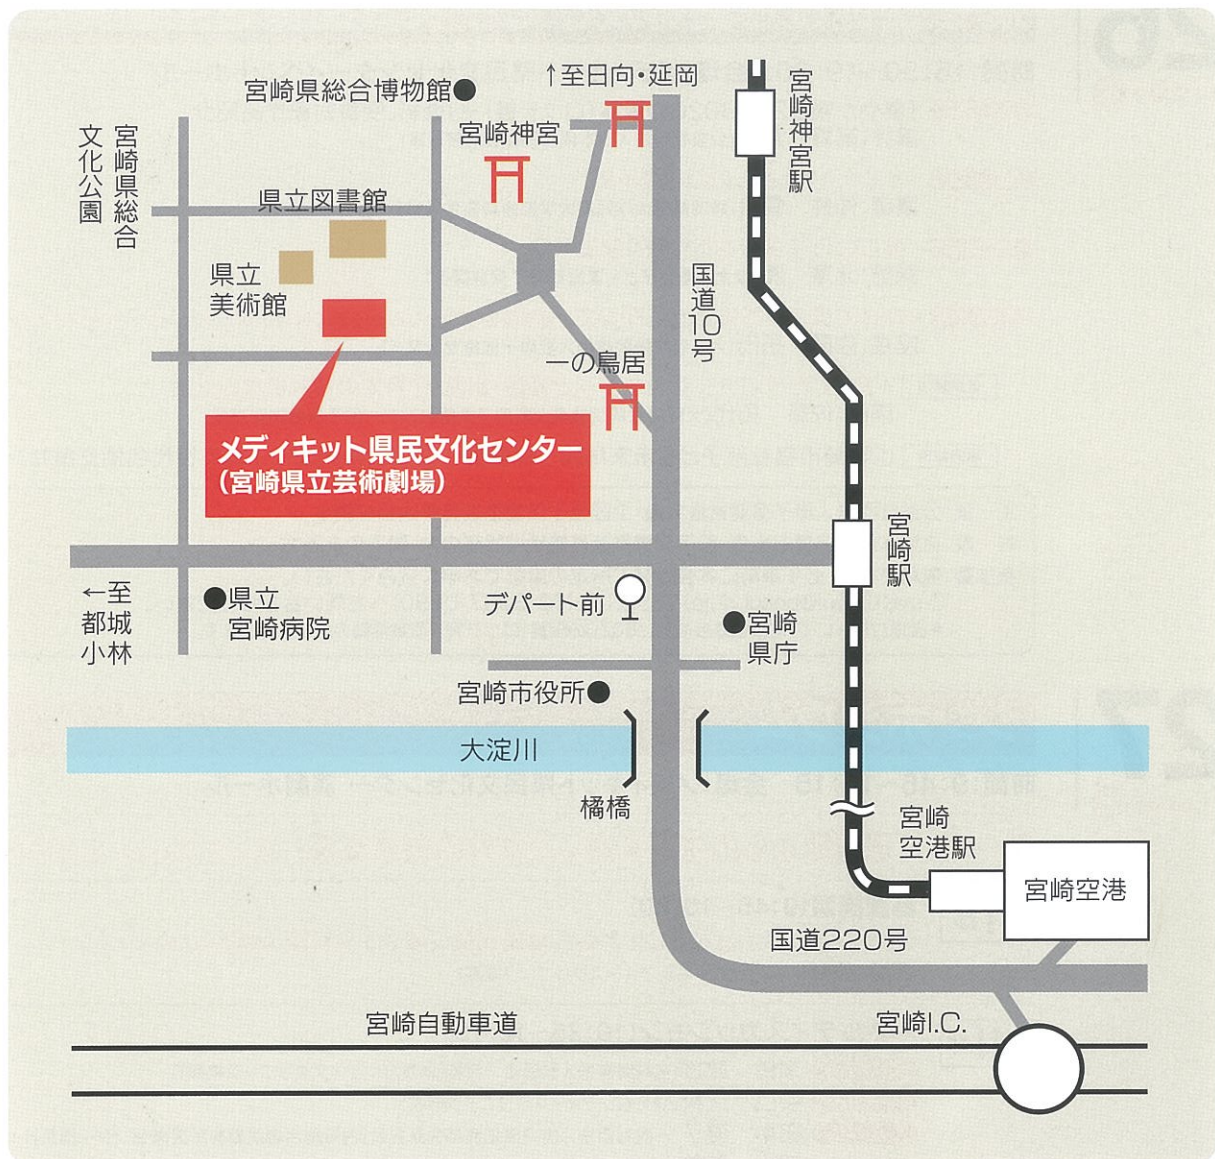 ↑至日向・延岡
宮崎県総合博物館
宮崎神宮駅
宮崎神宮
宮崎県総合
文化公園
県立図書館
県立
美術館
国道10号
一の鳥居
メディキット県民文化センター
(宮崎県立芸術劇場)
宮崎駅
←至
都城
小林
県立
宮崎病院
デパート前
宮崎
県庁
宮崎市役所
大淀川
橘橋
宮崎
空港駅
宮崎空港
国道220号
宮崎自動車道
宮崎I.C.